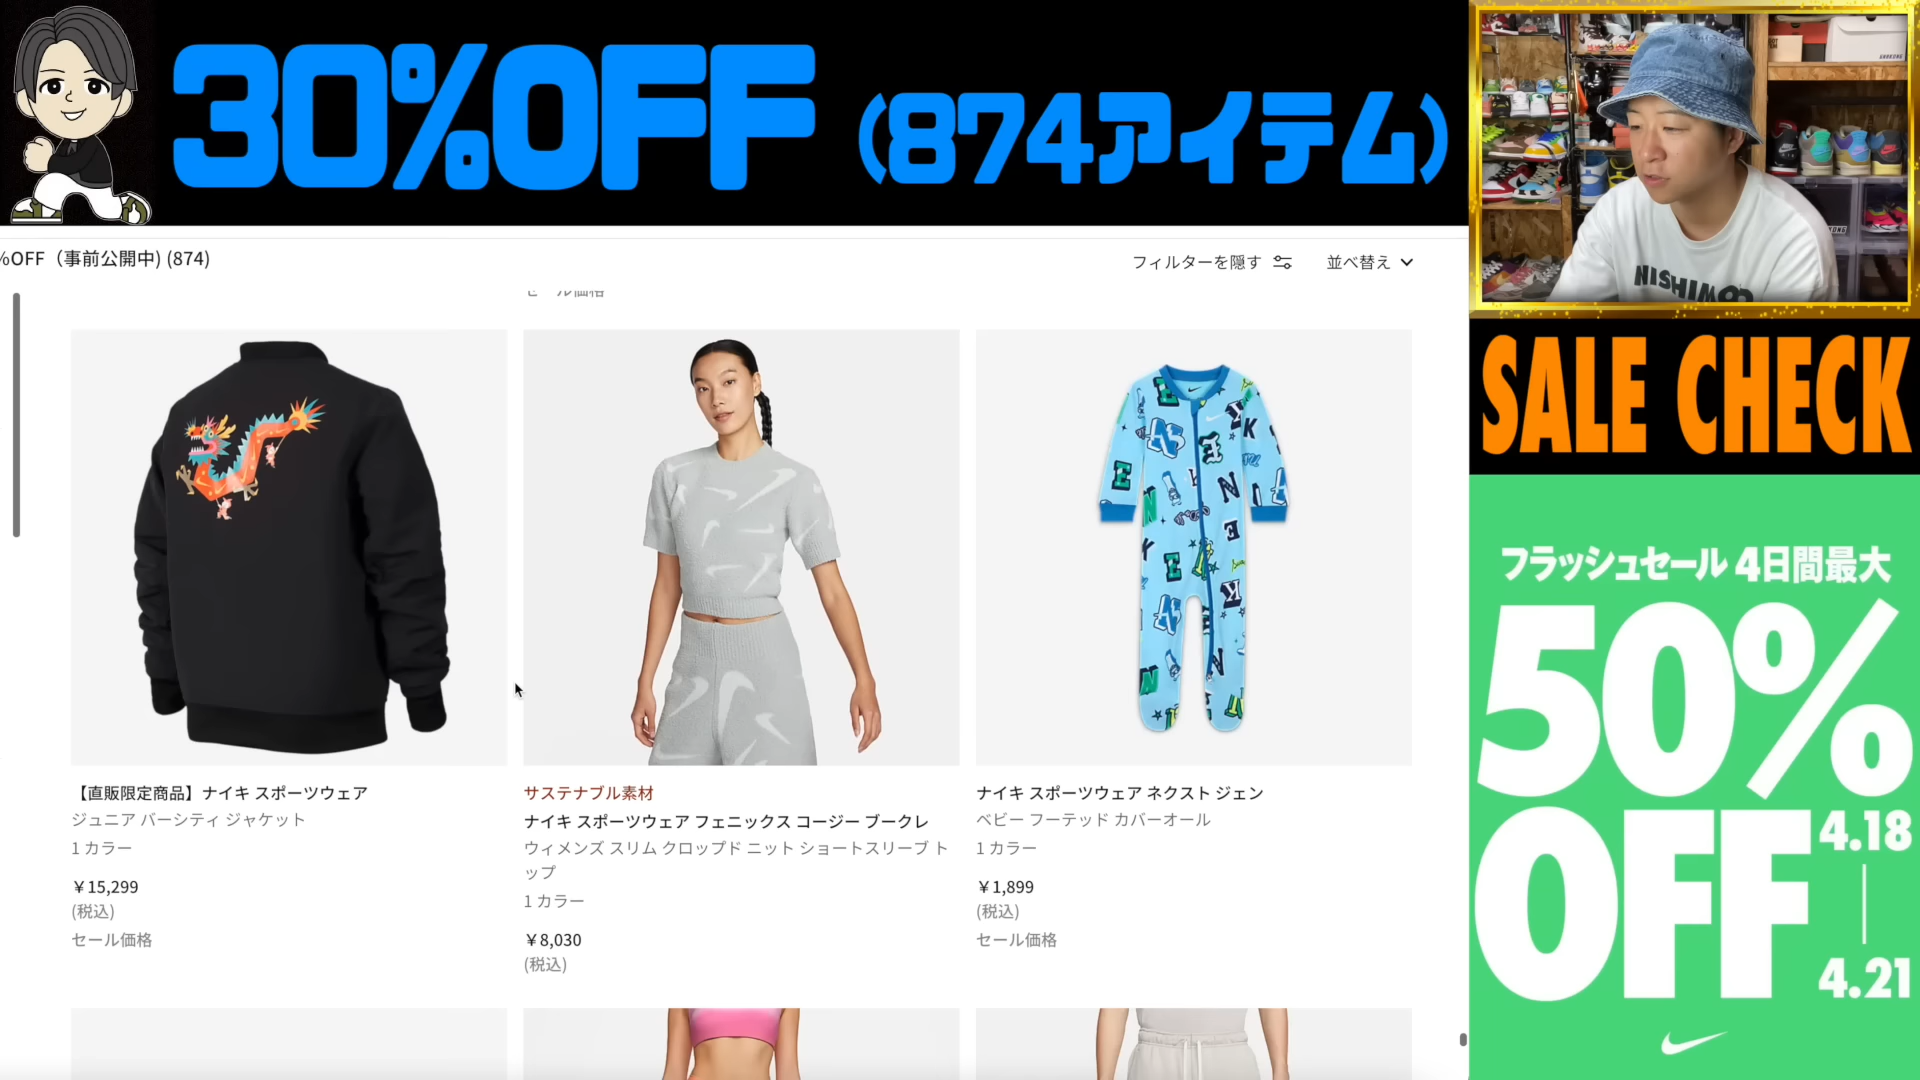 30%OFF (874アイテム)
%OFF（事前公開中) (874)
フィルターを隠す
並べ替え
セール価格
【直販限定商品】ナイキ スポーツウェア
ジュニア バーシティ ジャケット
1 カラー
￥15,299
(税込)
セール価格
サステナブル素材
ナイキ スポーツウェア フェニックス コージー ブークレ
ウィメンズ スリム クロップド ニット ショートスリーブ ト
ップ
1 カラー
￥8,030
(税込)
ナイキ スポーツウェア ネクスト ジェン
ベビー フーテッド カバーオール
1 カラー
￥1,899
(税込)
セール価格
SALE CHECK
フラッシュセール 4日間最大
50%
OFF
4.18
4.21